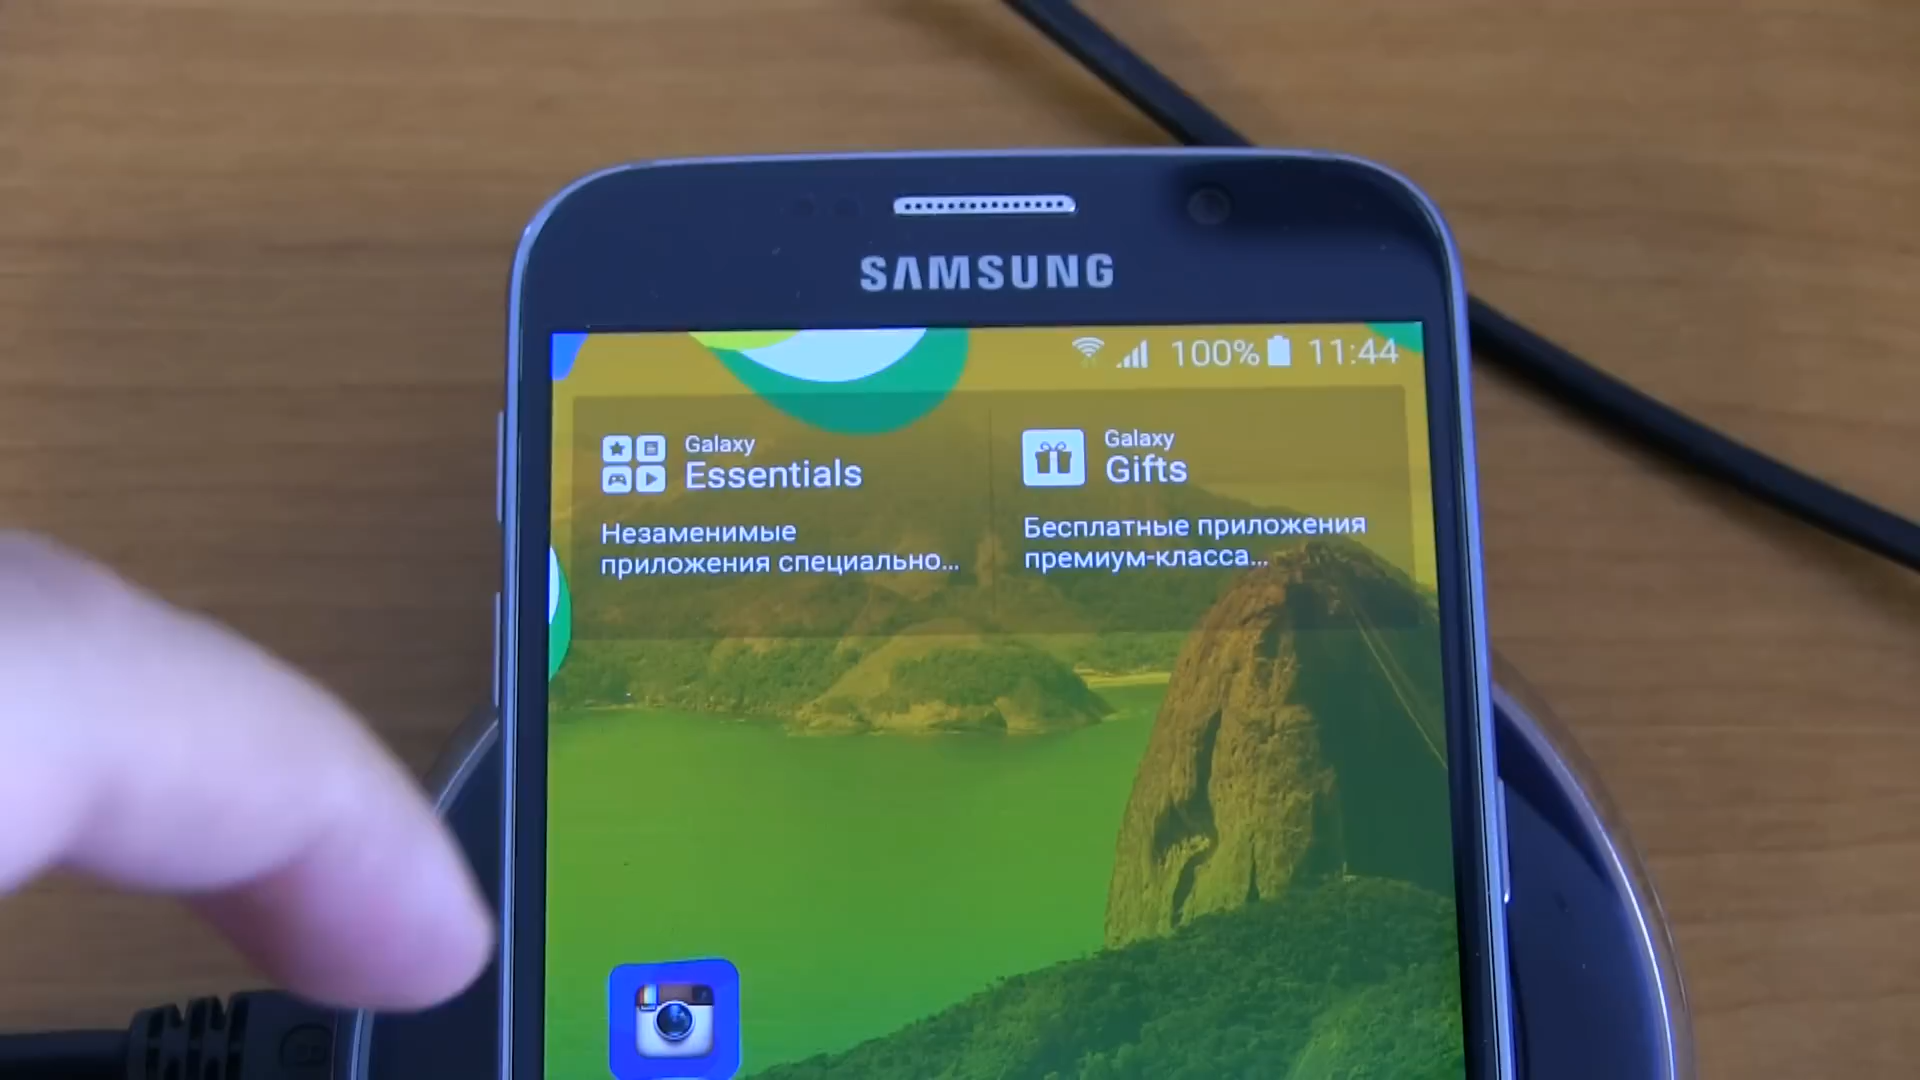 SAMSUNG
100% 11:44
Galaxy
Essentials
Незаменимые
приложения специально...
Galaxy
Gifts
Бесплатные приложения
премиум-класса...